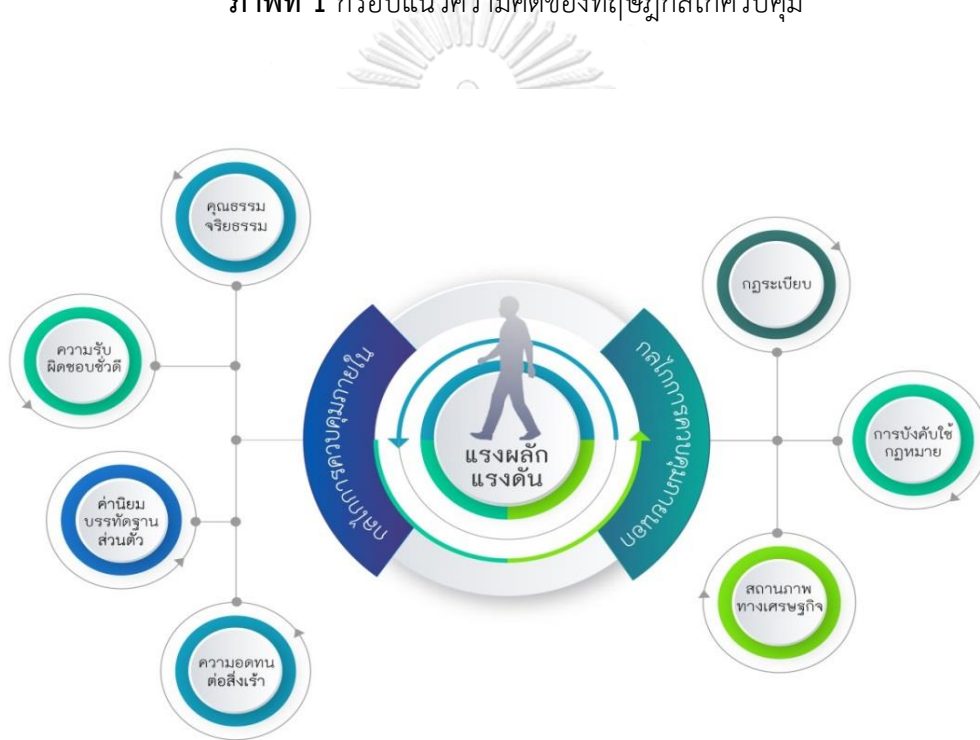 ภาพที่ 1 กรอบแนวความคิดของทฤษฎีกลไกควบคุม
คุณธรรม
จริยธรรม
ความรับ
ผิดชอบชั่วดี
ค่านิยม
บรรทัดฐาน
ส่วนตัว
ความอดทน
ต่อสิ่งเร้า
กลไกการควบคุมภายใน
แรงผลัก
แรงดัน
กลไกการควบคุมภายนอก
กฎระเบียบ
การบังคับใช้
กฎหมาย
สถานภาพ
ทางเศรษฐกิจ